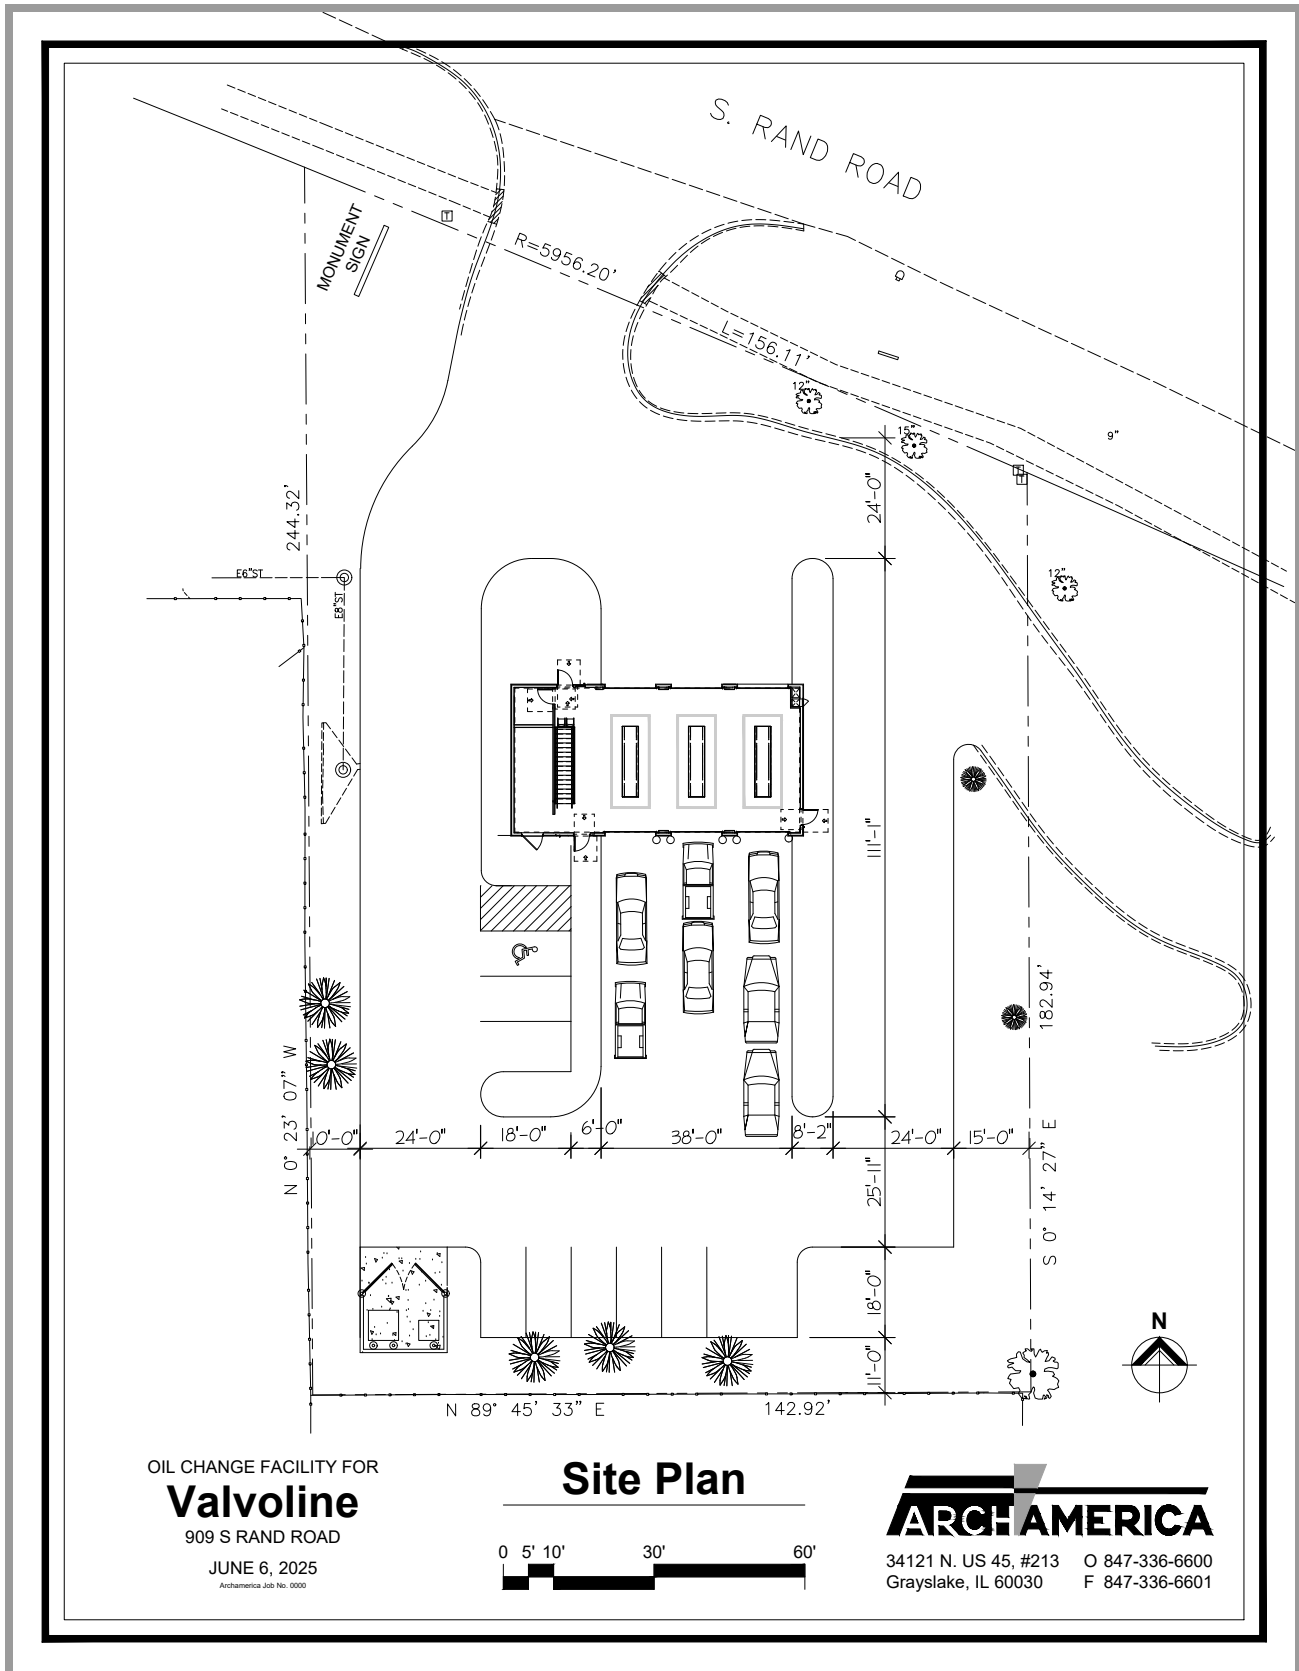 S. RAND ROAD
MONUMENT
SIGN
T
R=5956.20'
L=156.11'
12"
15"
9"
T
T
244.32'
24'-0"
E6"ST
E8"ST
12"
111'-1"
182.94'
N 0° 23' 07" W
0'-0"
24'-0"
18'-0"
6'-0"
38'-0"
8'-2"
24'-0"
15'-0"
25'-11"
S 0° 14' 27" E
18'-0"
11'-0"
N
N 89° 45' 33" E
142.92'
OIL CHANGE FACILITY FOR
Valvoline
909 S RAND ROAD
JUNE 6, 2025
Archamerica Job No. 0000
Site Plan
0 5' 10' 30' 60'
ARCHAMERICA
34121 N. US 45, #213 O 847-336-6600
Grayslake, IL 60030 F 847-336-6601